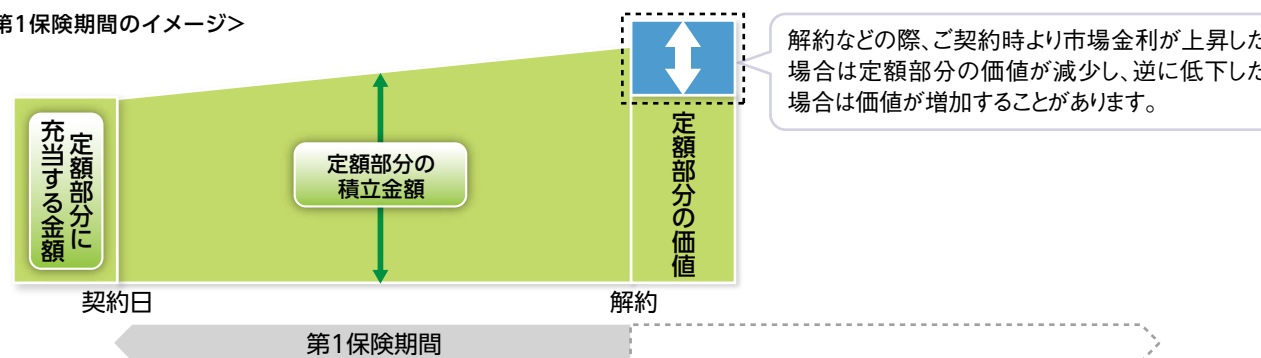 第1保険期間のイメージ>
解約などの際、ご契約時より市場金利が上昇した
場合は定額部分の価値が減少し、逆に低下した
場合は価値が増加することがあります。
定額部分に
充当する金額
定額部分の
積立金額
定額部分の価値
契約日
解約
第1保険期間